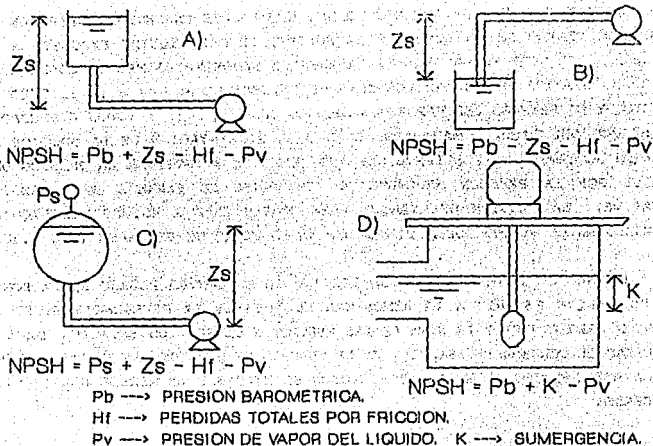 Zs
A)
NPSH = Pb + Zs - Hf - Pv
Zs
B)
NPSH = Pb - Zs - Hf - Pv
Ps
C)
Zs
NPSH = Ps + Zs - Hf - Pv
D)
K
NPSH = Pb + K - Pv
Pb ---> PRESION BAROMETRICA.
Hf ---> PERDIDAS TOTALES POR FRICCION.
Pv ---> PRESION DE VAPOR DEL LIQUIDO. K ---> SUMERGENCIA.